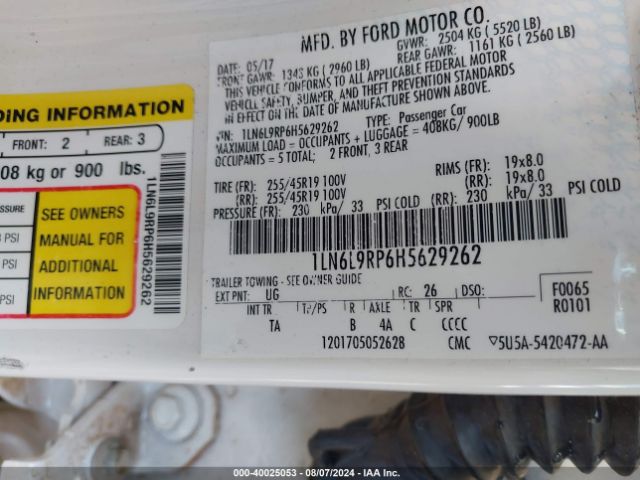 MFD. BY FORD MOTOR CO.
DATE: 05/17 GVWR: 2504 KG ( 5520 LB)
FRONT GAWR: 1343 KG ( 2960 LB) REAR GAWR: 1161 KG ( 2560 LB)
THIS VEHICLE CONFORMS TO ALL APPLICABLE FEDERAL MOTOR
VEHICLE SAFETY, BUMPER, AND THEFT PREVENTION STANDARDS
IN EFFECT ON THE DATE OF MANUFACTURE SHOWN ABOVE
VIN: 1LN6L9RP6H5629262 TYPE: Passenger Car
MAXIMUM LOAD = OCCUPANTS + LUGGAGE = 408KG/ 900LB
OCCUPANTS = 5 TOTAL; 2 FRONT, 3 REAR
TIRE (FR): 255/45R19 100V RIMS (FR): 19x8.0
(RR): 255/45R19 100V (RR): 19x8.0
PRESSURE (FR): 230 kPa/ 33 PSI COLD (RR): 230 kPa/ 33 PSI COLD
1LN6L9RP6H5629262
TRAILER TOWING - SEE OWNER GUIDE
EXT PNT: UG RC: 26 DSO: F0065
INT TR TP/PS R AXLE TR SPR R0101
TA B 4A C CCCC
1201705052628 CMC ▽5U5A-5420472-AA
DING INFORMATION
FRONT: 2 REAR: 3
08 kg or 900 lbs.
ESSURE
PSI
PSI
SEE OWNERS
MANUAL FOR
ADDITIONAL
INFORMATION
1LN6L9RP6H5629262
000-40025053 - 08/07/2024 - IAA Inc.